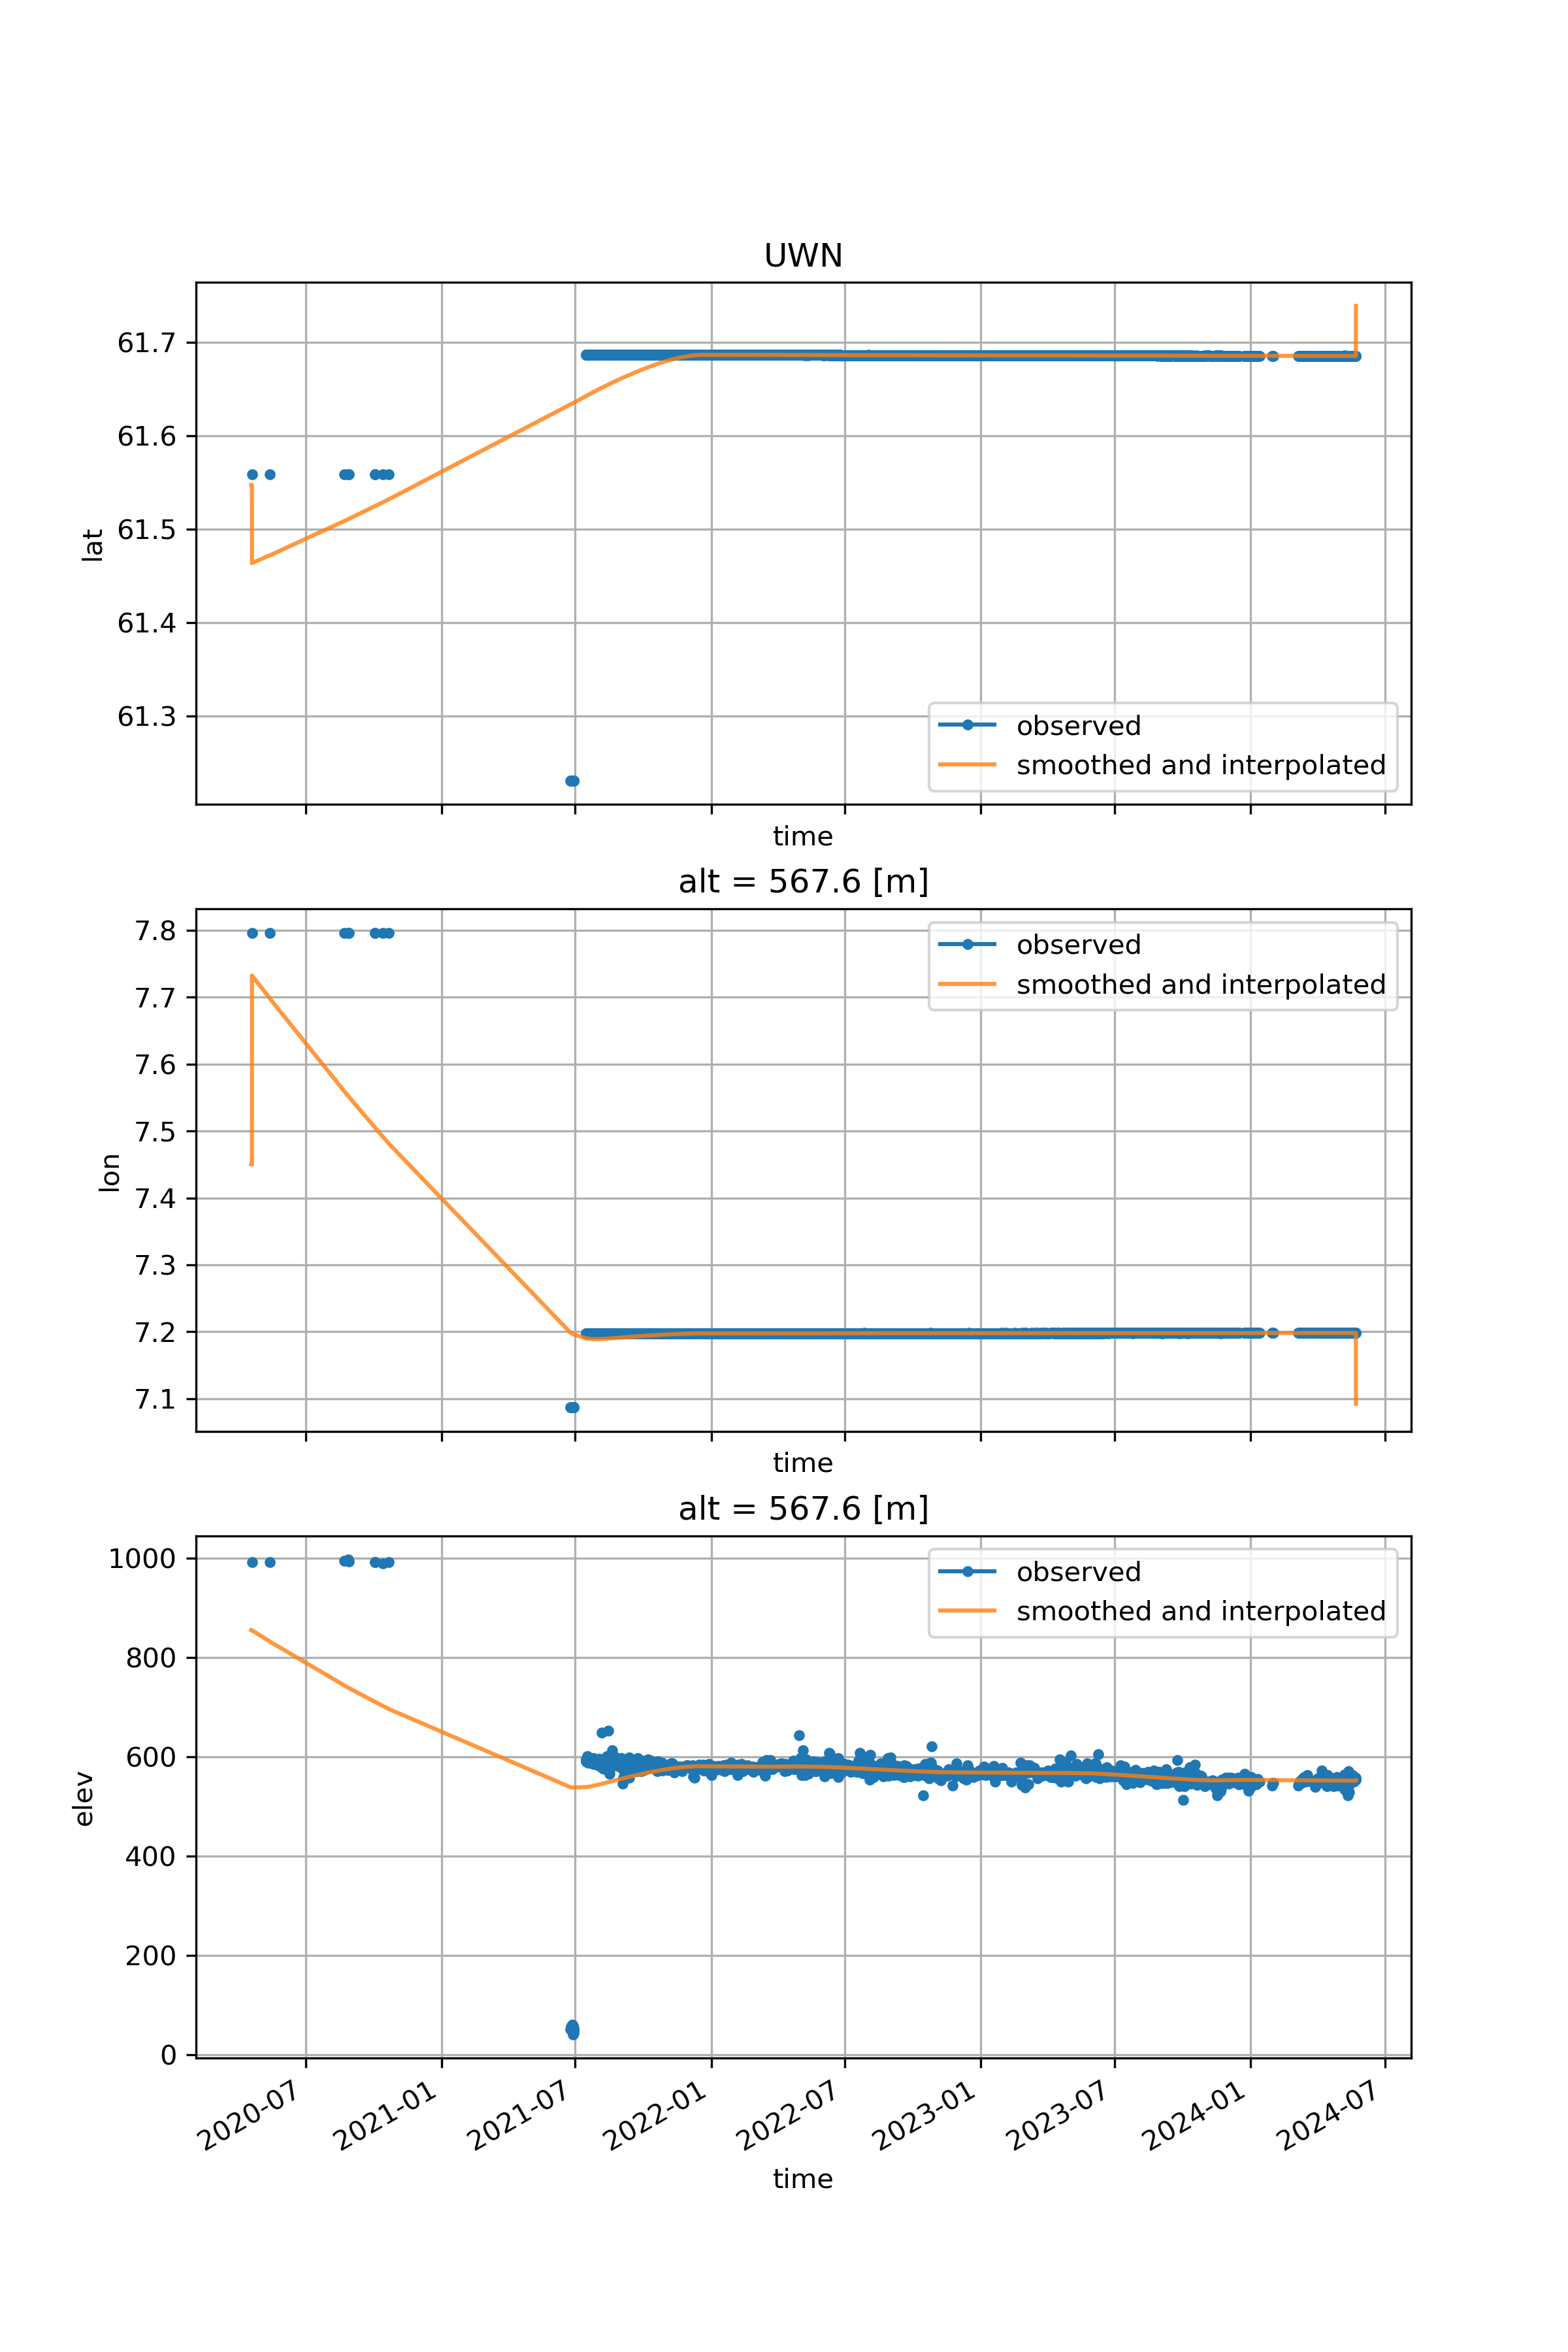 UWN
61.7
61.6
61.5
61.4
61.3
lat
observed
smoothed and interpolated
time
alt = 567.6 [m]
7.8
7.7
7.6
7.5
7.4
7.3
7.2
7.1
lon
observed
smoothed and interpolated
time
alt = 567.6 [m]
1000
800
600
400
200
0
elev
observed
smoothed and interpolated
2020-07
2021-01
2021-07
2022-01
2022-07
2023-01
2023-07
2024-01
2024-07
time